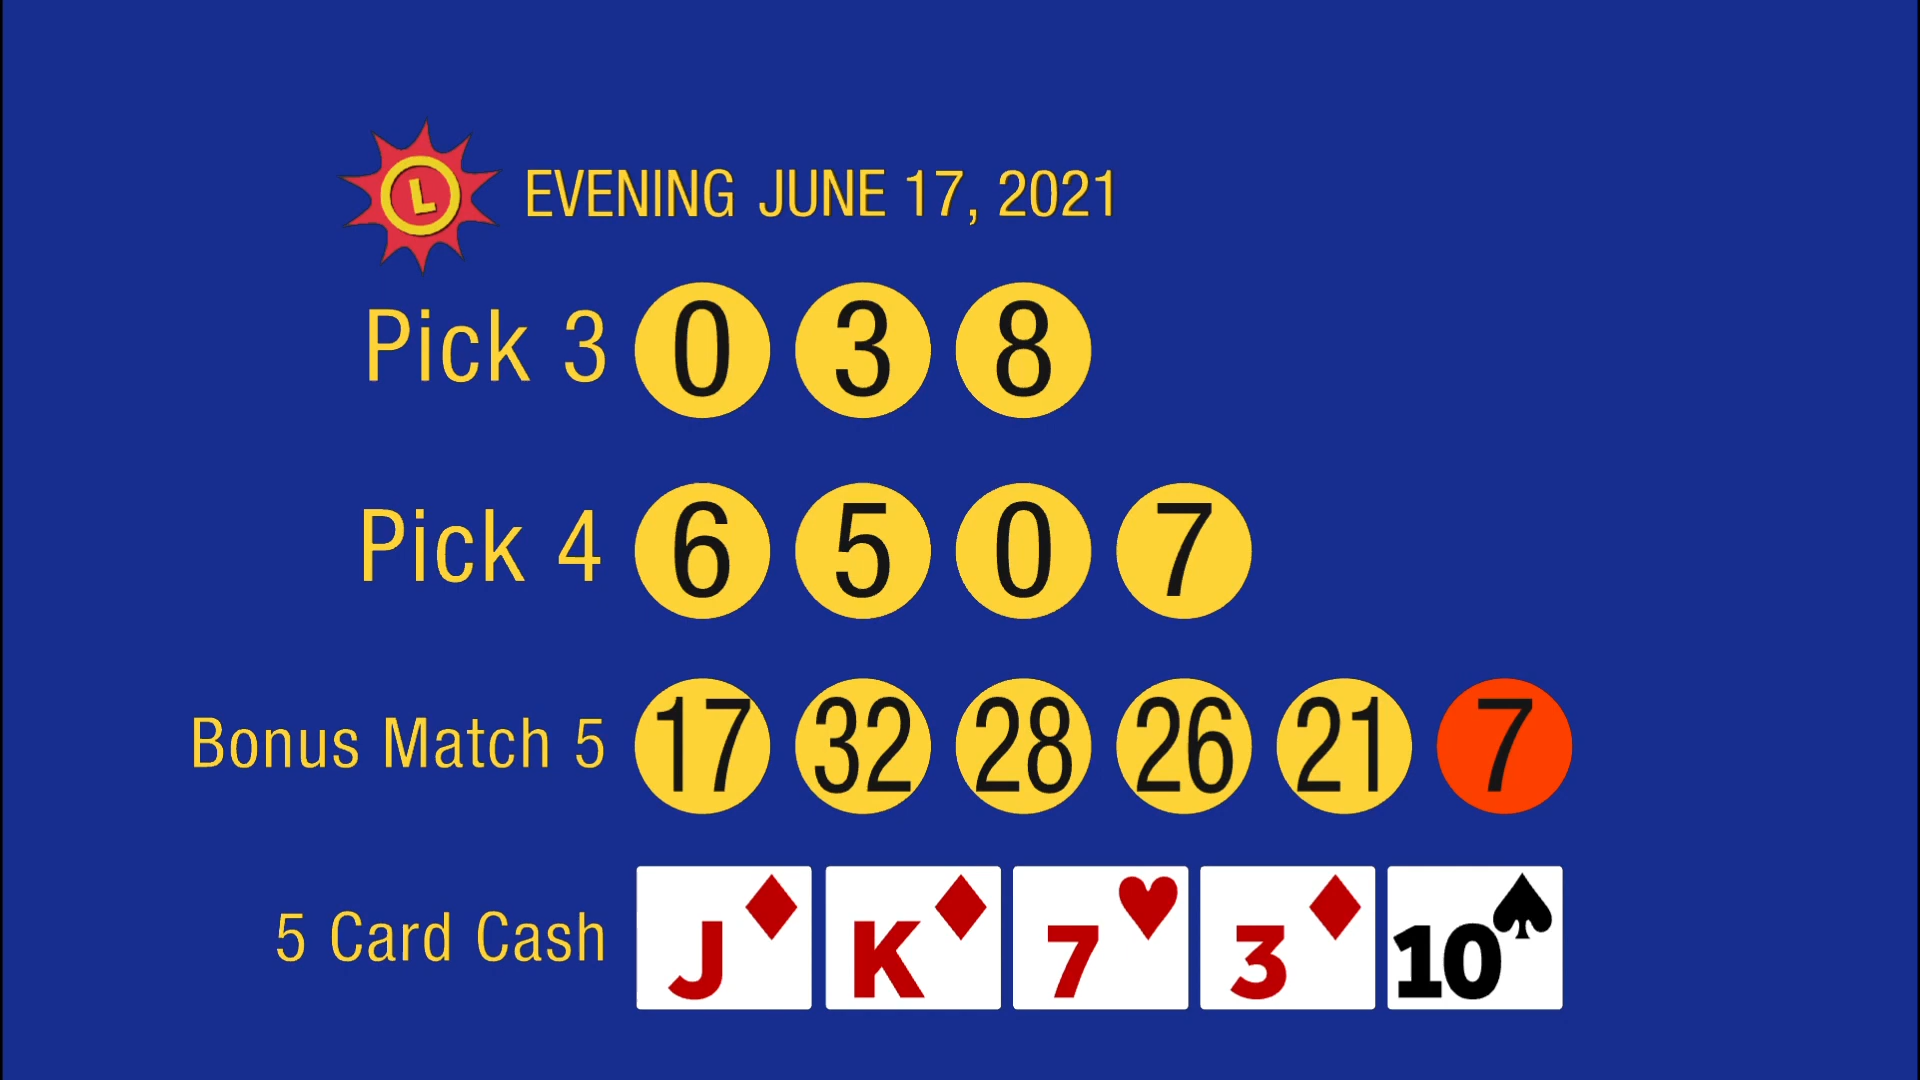 L EVENING JUNE 17, 2021
Pick 3 0 3 8
Pick 4 6 5 0 7
Bonus Match 5 17 32 28 26 21 7
5 Card Cash J♦ K♦ 7♥ 3♦ 10♠